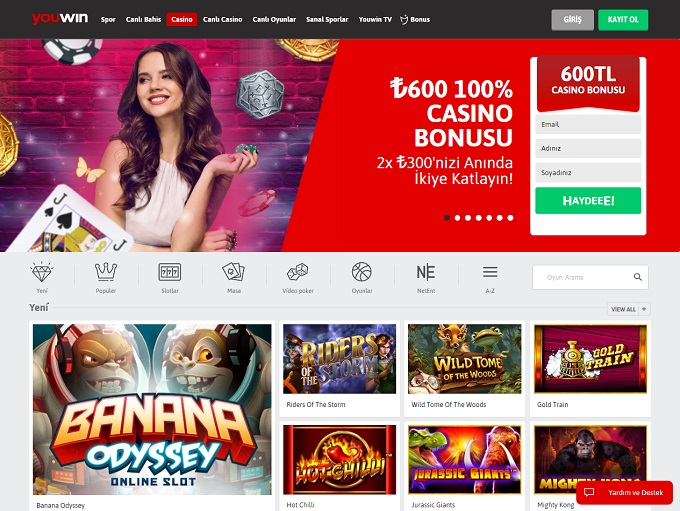 youwin
Spor Canlı Bahis Casino Canlı Casino Canlı Oyunlar Sanal Sporlar Youwin TV Bonus
GİRİŞ KAYIT OL
₺600 100%
CASINO
BONUSU
2x ₺300'nizi Anında
İkiye Katlayın!
600TL
CASINO BONUSU
Email
Adınız
Soyadınız
HAYDEEE!
J
Yeni Popüler Slotlar Masa Video poker Oyunlar NetEnt A-Z
777
NE
Oyun Arama
Yeni
VIEW ALL +
BANANA
ODYSSEY
ONLINE SLOT
Banana Odyssey
RIDERS
OF THE STORM
Riders Of The Storm
WILD TOME
OF THE WOODS
Wild Tome Of The Woods
GOLD
TRAIN
Gold Train
HOT CHILLI
Hot Chilli
JURASSIC GIANTS
Jurassic Giants
MIGHTY KONG
Mighty Kong
Yardım ve Destek